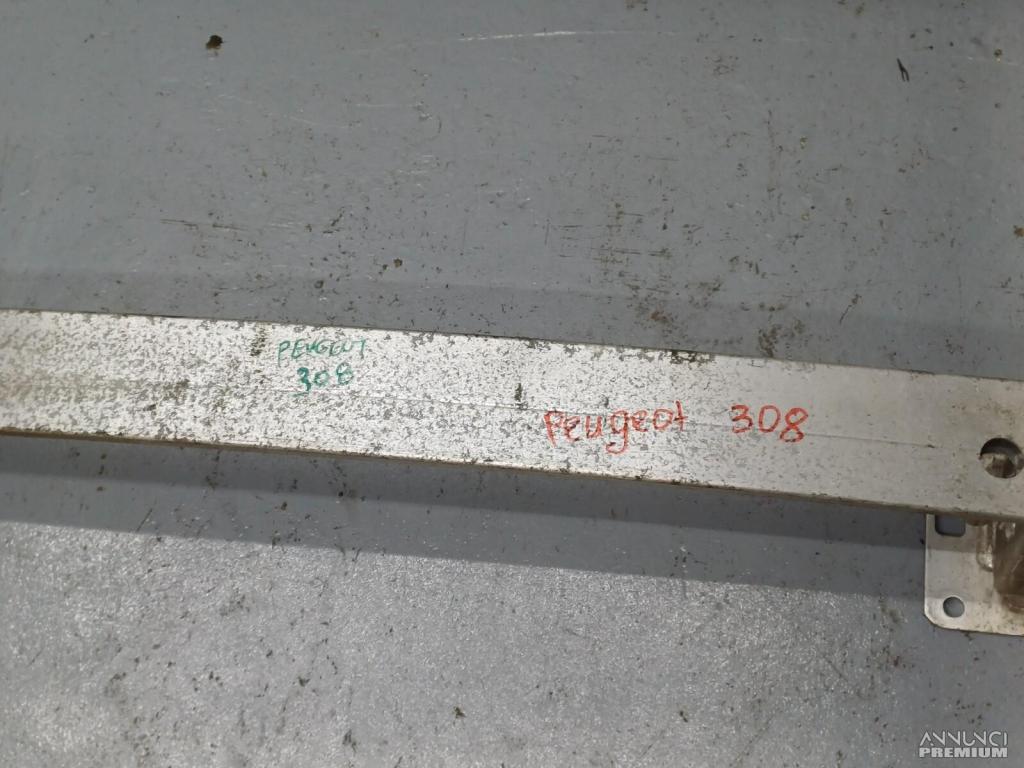 PEUGEOT
308
Peugeot 308
ANNUNCI
PREMIUM